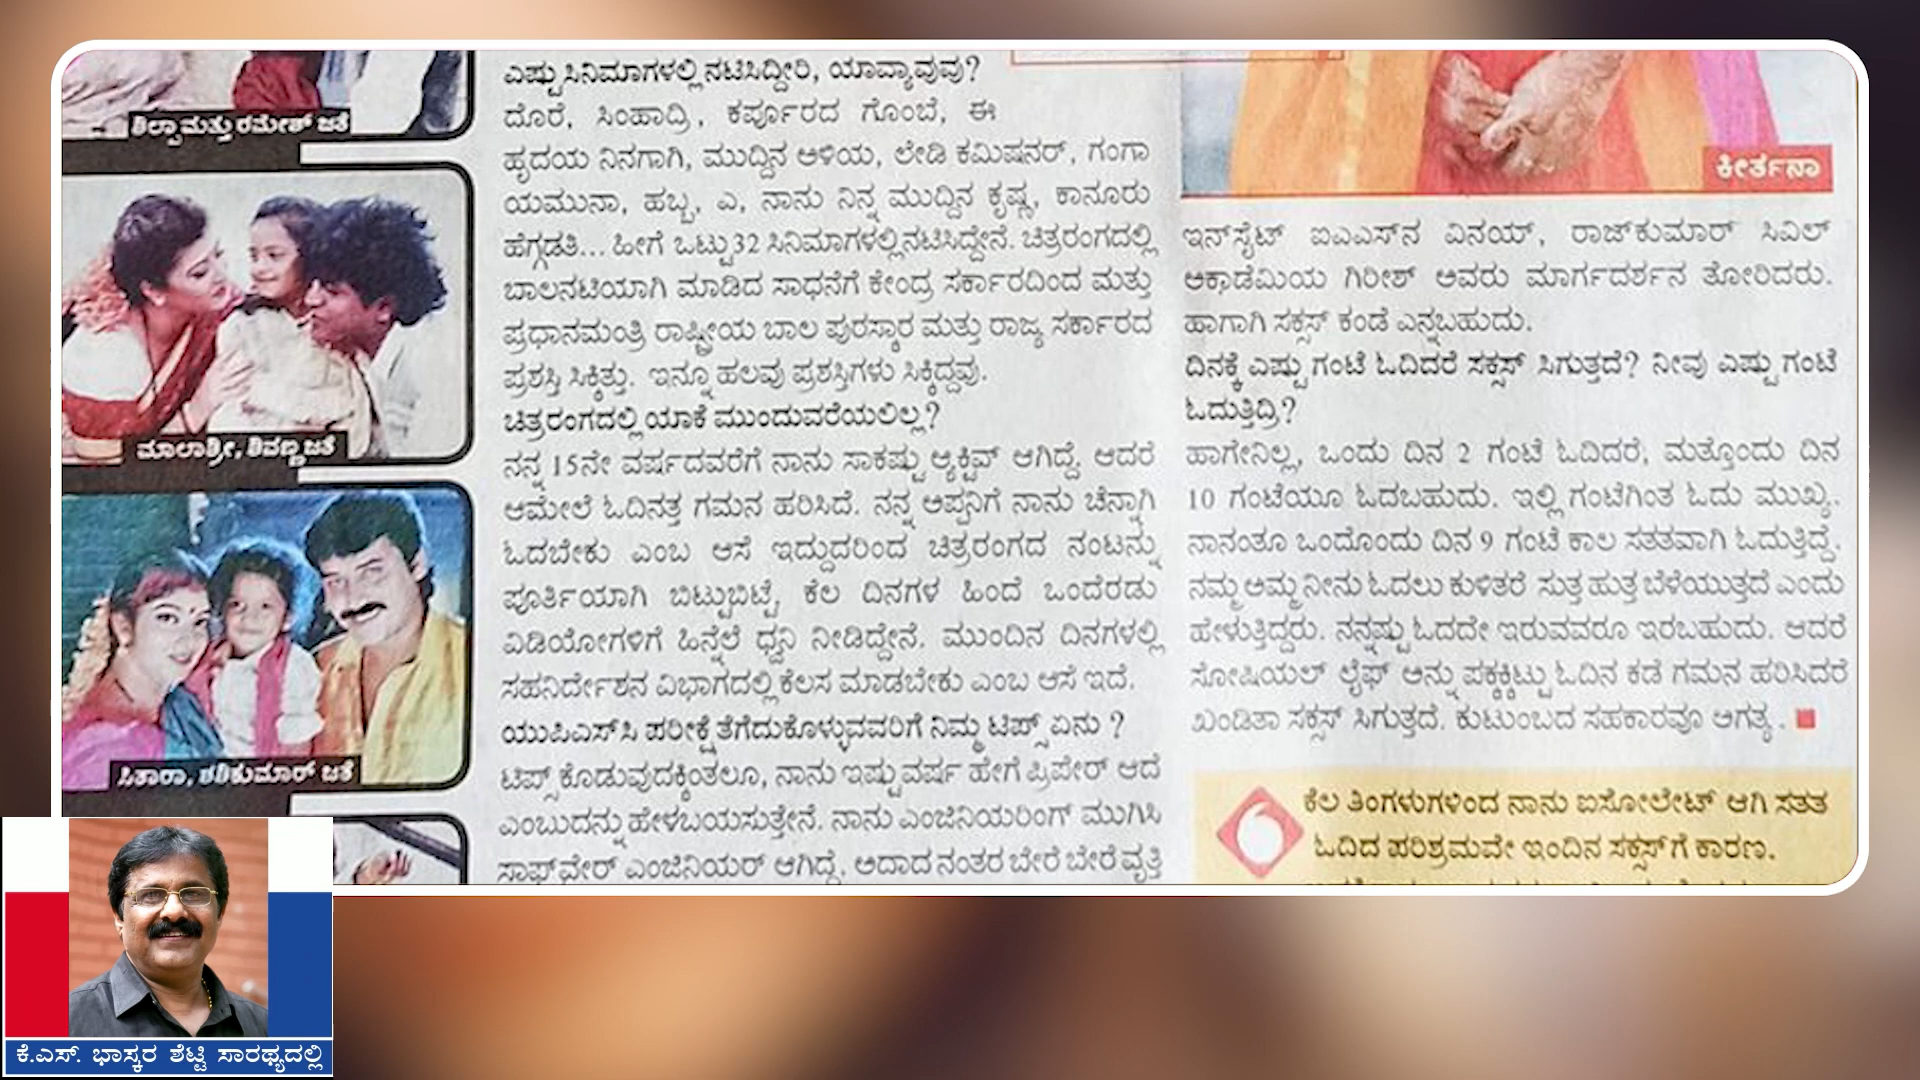 ಶಿಲ್ಪಾ ಮತ್ತು ರಮೇಶ್ ಜತೆ
ಮಾಲಾಶ್ರೀ, ಶಿವಣ್ಣ ಜತೆ
ಸಿತಾರಾ, ಶಶಿಕುಮಾರ್ ಜತೆ
ಎಷ್ಟು ಸಿನಿಮಾಗಳಲ್ಲಿ ನಟಿಸಿದ್ದೀರಿ, ಯಾವ್ಯಾವುವು?
ದೊರೆ, ಸಿಂಹಾದ್ರಿ, ಕರ್ಪೂರದ ಗೊಂಬೆ, ಈ
ಹೃದಯ ನಿನಗಾಗಿ, ಮುದ್ದಿನ ಅಳಿಯ, ಲೇಡಿ ಕಮಿಷನರ್, ಗಂಗಾ
ಯಮುನಾ, ಹಬ್ಬ, ಎ, ನಾನು ನಿನ್ನ ಮುದ್ದಿನ ಕೃಷ್ಣ, ಕಾನೂರು
ಹೆಗ್ಗಡತಿ... ಹೀಗೆ ಒಟ್ಟು 32 ಸಿನಿಮಾಗಳಲ್ಲಿ ನಟಿಸಿದ್ದೇನೆ. ಚಿತ್ರರಂಗದಲ್ಲಿ
ಬಾಲನಟಿಯಾಗಿ ಮಾಡಿದ ಸಾಧನೆಗೆ ಕೇಂದ್ರ ಸರ್ಕಾರದಿಂದ ಮತ್ತು
ಪ್ರಧಾನಮಂತ್ರಿ ರಾಷ್ಟ್ರೀಯ ಬಾಲ ಪುರಸ್ಕಾರ ಮತ್ತು ರಾಜ್ಯ ಸರ್ಕಾರದ
ಪ್ರಶಸ್ತಿ ಸಿಕ್ಕಿತ್ತು. ಇನ್ನೂ ಹಲವು ಪ್ರಶಸ್ತಿಗಳು ಸಿಕ್ಕಿದ್ದವು.
ಚಿತ್ರರಂಗದಲ್ಲಿ ಯಾಕೆ ಮುಂದುವರೆಯಲಿಲ್ಲ?
ನನ್ನ 15ನೇ ವರ್ಷದವರೆಗೆ ನಾನು ಸಾಕಷ್ಟು ಆ್ಯಕ್ಟಿವ್ ಆಗಿದ್ದೆ. ಆದರೆ
ಆಮೇಲೆ ಓದಿನತ್ತ ಗಮನ ಹರಿಸಿದೆ. ನನ್ನ ಅಪ್ಪನಿಗೆ ನಾನು ಚೆನ್ನಾಗಿ
ಓದಬೇಕು ಎಂಬ ಆಸೆ ಇದ್ದುದರಿಂದ ಚಿತ್ರರಂಗದ ನಂಟನ್ನು
ಪೂರ್ತಿಯಾಗಿ ಬಿಟ್ಟುಬಿಟ್ಟೆ. ಕೆಲ ದಿನಗಳ ಹಿಂದೆ ಒಂದೆರಡು
ವಿಡಿಯೋಗಳಿಗೆ ಹಿನ್ನೆಲೆ ಧ್ವನಿ ನೀಡಿದ್ದೇನೆ. ಮುಂದಿನ ದಿನಗಳಲ್ಲಿ
ಸಹನಿರ್ದೇಶನ ವಿಭಾಗದಲ್ಲಿ ಕೆಲಸ ಮಾಡಬೇಕು ಎಂಬ ಆಸೆ ಇದೆ.
ಯುಪಿಎಸ್‌ಸಿ ಪರೀಕ್ಷೆ ತೆಗೆದುಕೊಳ್ಳುವವರಿಗೆ ನಿಮ್ಮ ಟಿಪ್ಸ್ ಏನು ?
ಟಿಪ್ಸ್ ಕೊಡುವುದಕ್ಕಿಂತಲೂ, ನಾನು ಇಷ್ಟು ವರ್ಷ ಹೇಗೆ ಪ್ರಿಪೇರ್ ಆದೆ
ಎಂಬುದನ್ನು ಹೇಳಬಯಸುತ್ತೇನೆ. ನಾನು ಎಂಜಿನಿಯರಿಂಗ್ ಮುಗಿಸಿ
ಸಾಫ್ಟ್‌ವೇರ್ ಎಂಜಿನಿಯರ್ ಆಗಿದ್ದೆ. ಅದಾದ ನಂತರ ಬೇರೆ ಬೇರೆ ವೃತ್ತಿ
ಕೀರ್ತನಾ
ಇನ್‌ಸೈಟ್ ಐಎಎಸ್‌ನ ವಿನಯ್, ರಾಜ್‌ಕುಮಾರ್ ಸಿವಿಲ್
ಅಕಾಡೆಮಿಯ ಗಿರೀಶ್ ಅವರು ಮಾರ್ಗದರ್ಶನ ತೋರಿದರು.
ಹಾಗಾಗಿ ಸಕ್ಸಸ್ ಕಂಡೆ ಎನ್ನಬಹುದು.
ದಿನಕ್ಕೆ ಎಷ್ಟು ಗಂಟೆ ಓದಿದರೆ ಸಕ್ಸಸ್ ಸಿಗುತ್ತದೆ? ನೀವು ಎಷ್ಟು ಗಂಟೆ
ಓದುತ್ತಿದ್ರಿ?
ಹಾಗೇನಿಲ್ಲ, ಒಂದು ದಿನ 2 ಗಂಟೆ ಓದಿದರೆ, ಮತ್ತೊಂದು ದಿನ
10 ಗಂಟೆಯೂ ಓದಬಹುದು. ಇಲ್ಲಿ ಗಂಟೆಗಿಂತ ಓದು ಮುಖ್ಯ.
ನಾನಂತೂ ಒಂದೊಂದು ದಿನ 9 ಗಂಟೆ ಕಾಲ ಸತತವಾಗಿ ಓದುತ್ತಿದ್ದೆ.
ನಮ್ಮ ಅಮ್ಮ ನೀನು ಓದಲು ಕುಳಿತರೆ ಸುತ್ತ ಹುತ್ತ ಬೆಳೆಯುತ್ತದೆ ಎಂದು
ಹೇಳುತ್ತಿದ್ದರು. ನನ್ನಷ್ಟು ಓದದೇ ಇರುವವರೂ ಇರಬಹುದು. ಆದರೆ
ಸೋಷಿಯಲ್ ಲೈಫ್ ಅನ್ನು ಪಕ್ಕಕ್ಕಿಟ್ಟು ಓದಿನ ಕಡೆ ಗಮನ ಹರಿಸಿದರೆ
ಖಂಡಿತಾ ಸಕ್ಸಸ್ ಸಿಗುತ್ತದೆ. ಕುಟುಂಬದ ಸಹಕಾರವೂ ಅಗತ್ಯ.
ಕೆಲ ತಿಂಗಳುಗಳಿಂದ ನಾನು ಐಸೋಲೇಟ್ ಆಗಿ ಸತತ
ಓದಿದ ಪರಿಶ್ರಮವೇ ಇಂದಿನ ಸಕ್ಸಸ್‌ಗೆ ಕಾರಣ.
ಕೆ.ಎಸ್. ಭಾಸ್ಕರ ಶೆಟ್ಟಿ ಸಾರಥ್ಯದಲ್ಲಿ